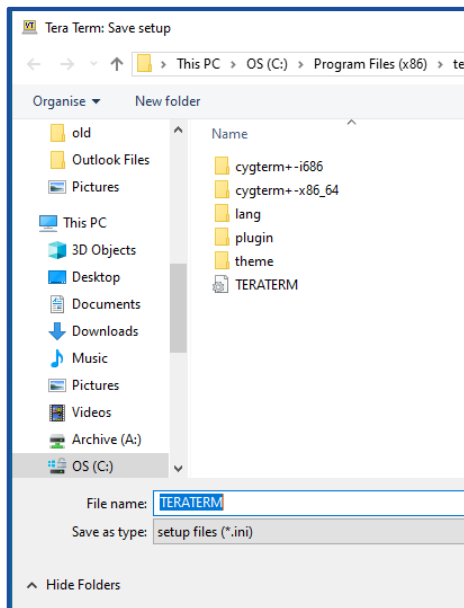 Tera Term: Save setup
This PC > OS (C:) > Program Files (x86) > te
Organise New folder
Name
old
Outlook Files
Pictures
This PC
3D Objects
Desktop
Documents
Downloads
Music
Pictures
Videos
Archive (A:)
OS (C:)
cygterm+-i686
cygterm+-x86_64
lang
plugin
theme
TERATERM
File name: TERATERM
Save as type: setup files (*.ini)
Hide Folders